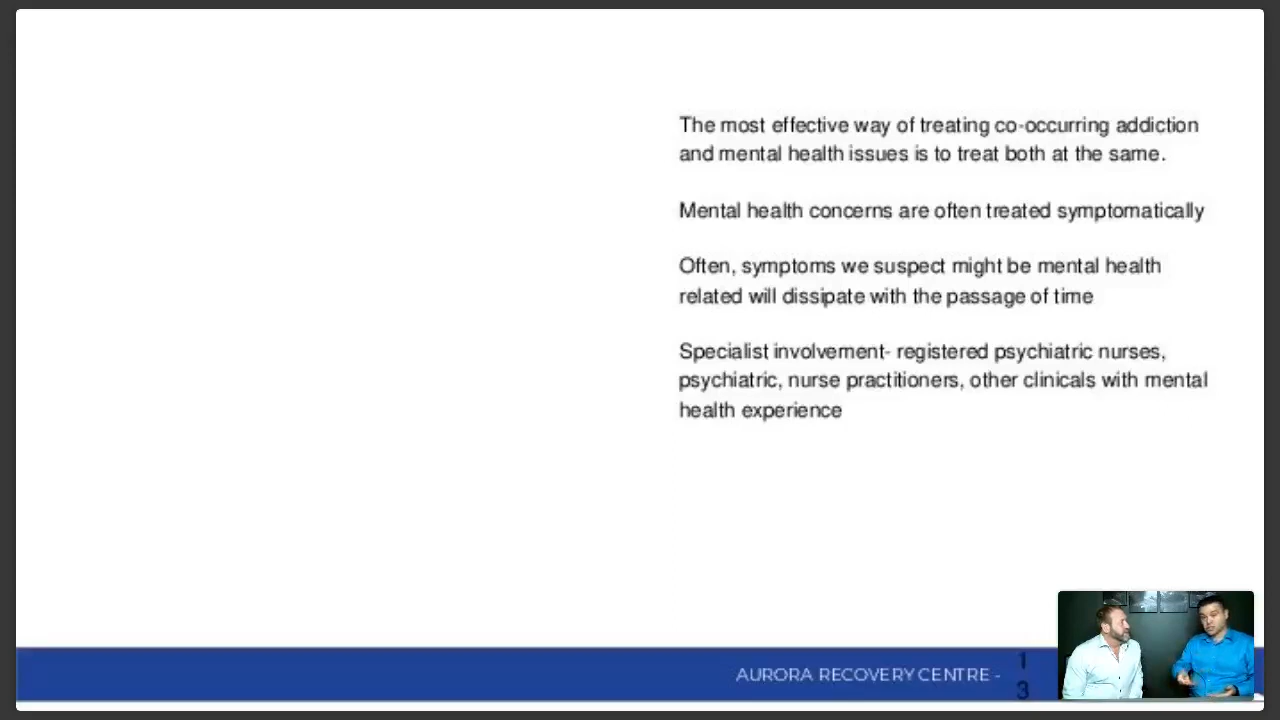 The most effective way of treating co-occurring addiction
and mental health issues is to treat both at the same.
Mental health concerns are often treated symptomatically
Often, symptoms we suspect might be mental health
related will dissipate with the passage of time
Specialist involvement- registered psychiatric nurses,
psychiatric, nurse practitioners, other clinicals with mental
health experience
AURORA RECOVERY CENTRE -
1
3